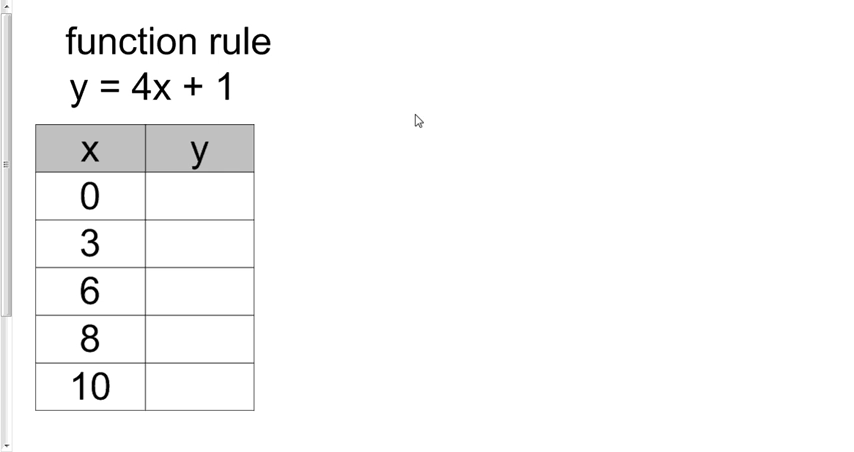 function rule
y = 4x + 1
x y
0
3
6
8
10